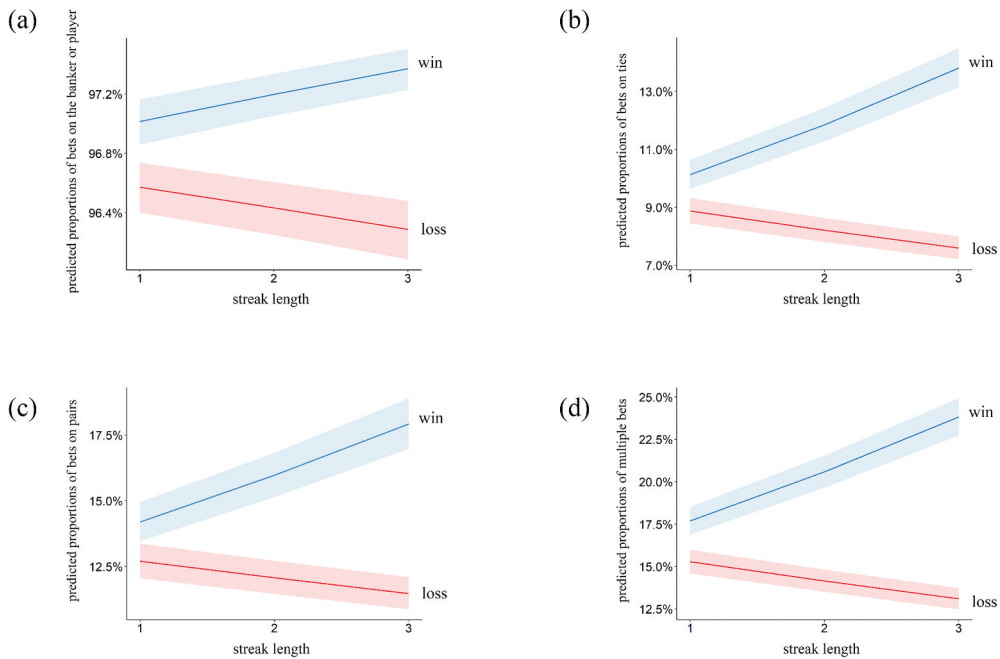 (a)
predicted proportions of bets on the banker or player
97.2%
96.8%
96.4%
win
loss
1 2 3
streak length
(b)
predicted proportions of bets on ties
13.0%
11.0%
9.0%
7.0%
win
loss
1 2 3
streak length
(c)
predicted proportions of bets on pairs
17.5%
15.0%
12.5%
win
loss
1 2 3
streak length
(d)
predicted proportions of multiple bets
25.0%
22.5%
20.0%
17.5%
15.0%
12.5%
win
loss
1 2 3
streak length